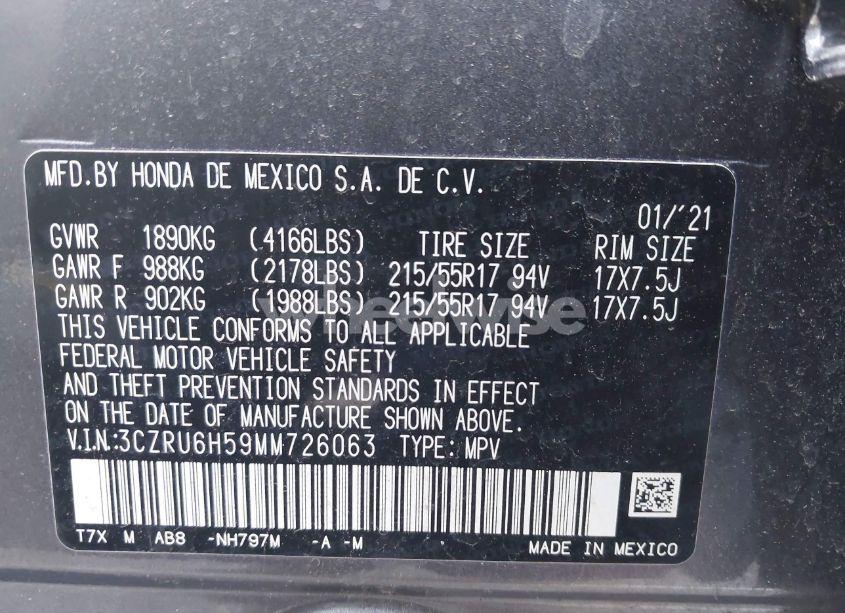 MFD.BY HONDA DE MEXICO S.A. DE C.V.
01/'21
GVWR 1890KG (4166LBS) TIRE SIZE RIM SIZE
GAWR F 988KG (2178LBS) 215/55R17 94V 17X7.5J
GAWR R 902KG (1988LBS) 215/55R17 94V 17X7.5J
wheelwise
THIS VEHICLE CONFORMS TO ALL APPLICABLE
FEDERAL MOTOR VEHICLE SAFETY
AND THEFT PREVENTION STANDARDS IN EFFECT
ON THE DATE OF MANUFACTURE SHOWN ABOVE.
V.I.N:3CZRU6H59MM726063 TYPE: MPV
T7X M AB8 -NH797M -A -M
MADE IN MEXICO